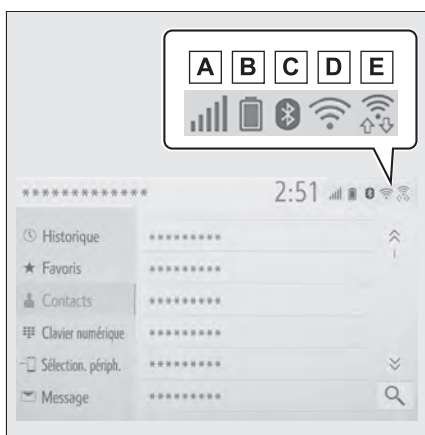 A B C D E
************* 2:51
Historique *********
Favoris *********
Contacts *********
Clavier numérique *********
Sélection. périph. *********
Message *********